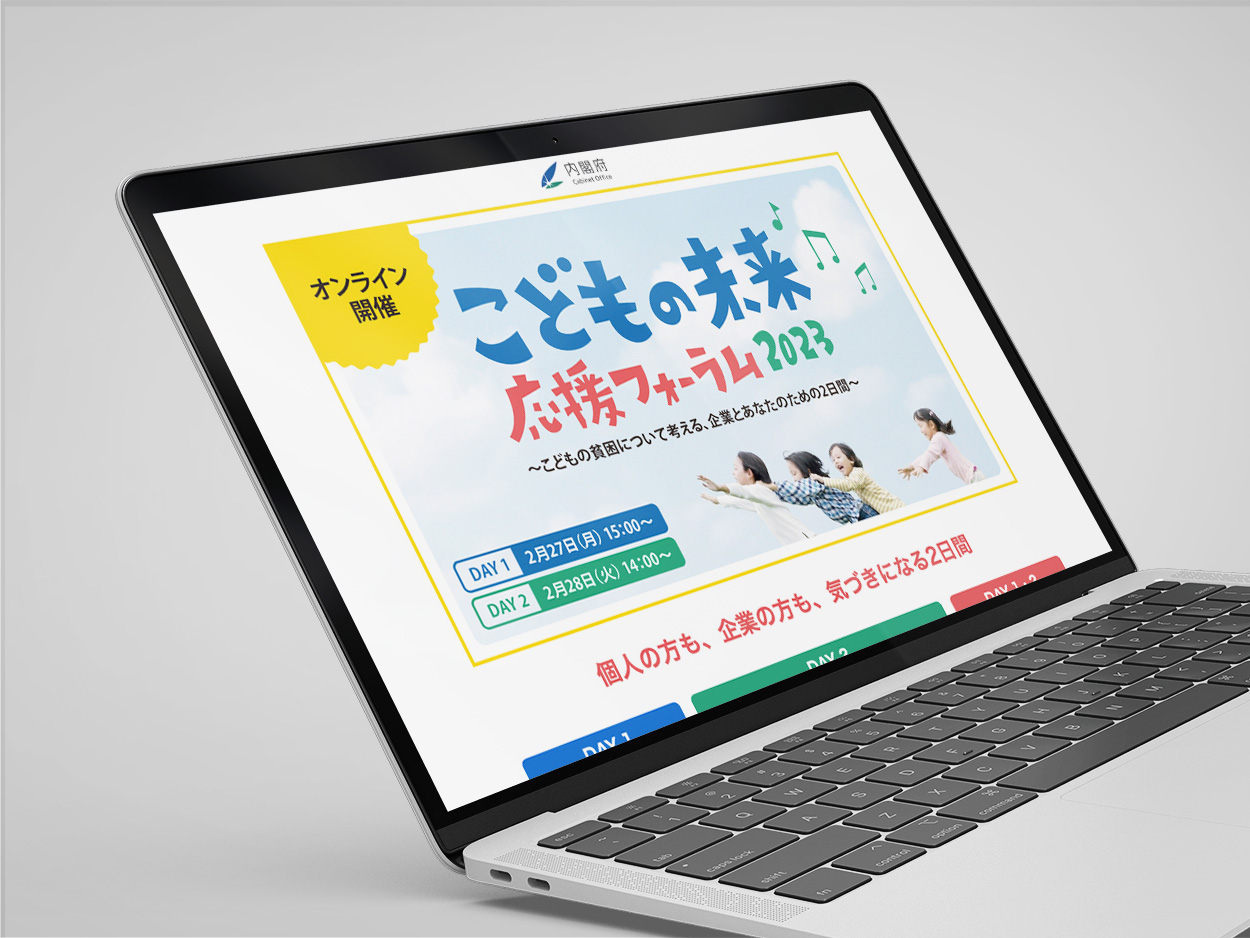 内閣府
Cabinet Office
オンライン
開催
こどもの未来
応援フォーラム2023
～こどもの貧困について考える、企業とあなたのための2日間～
DAY 1 2月27日(月) 15:00～
DAY 2 2月28日(火) 14:00～
個人の方も、企業の方も、気づきになる2日間
DAY 1
DAY 2
DAY 1・2
esc
tab
Q W E R T Y U I O P
caps lock
A S D F G H J K L
shift
Z X C V B N M
fn
control
option
command